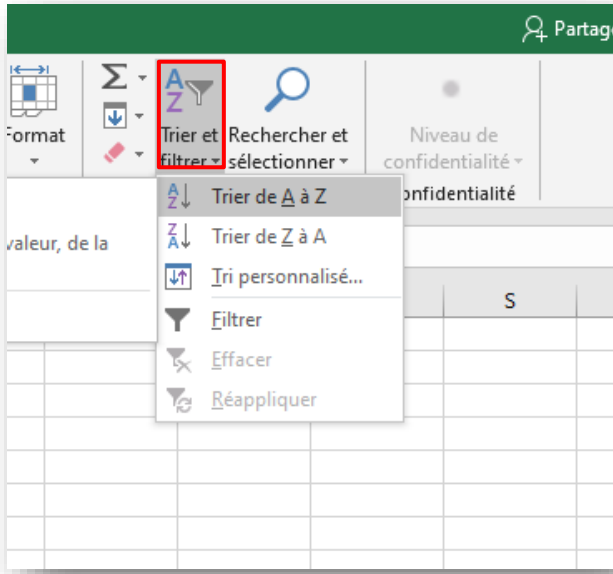 Partag
Format
Trier et
filtrer
Rechercher et
sélectionner
Niveau de
confidentialité
onfidentialité
valeur, de la
Trier de A à Z
Trier de Z à A
Tri personnalisé...
Filtrer
Effacer
Réappliquer
S